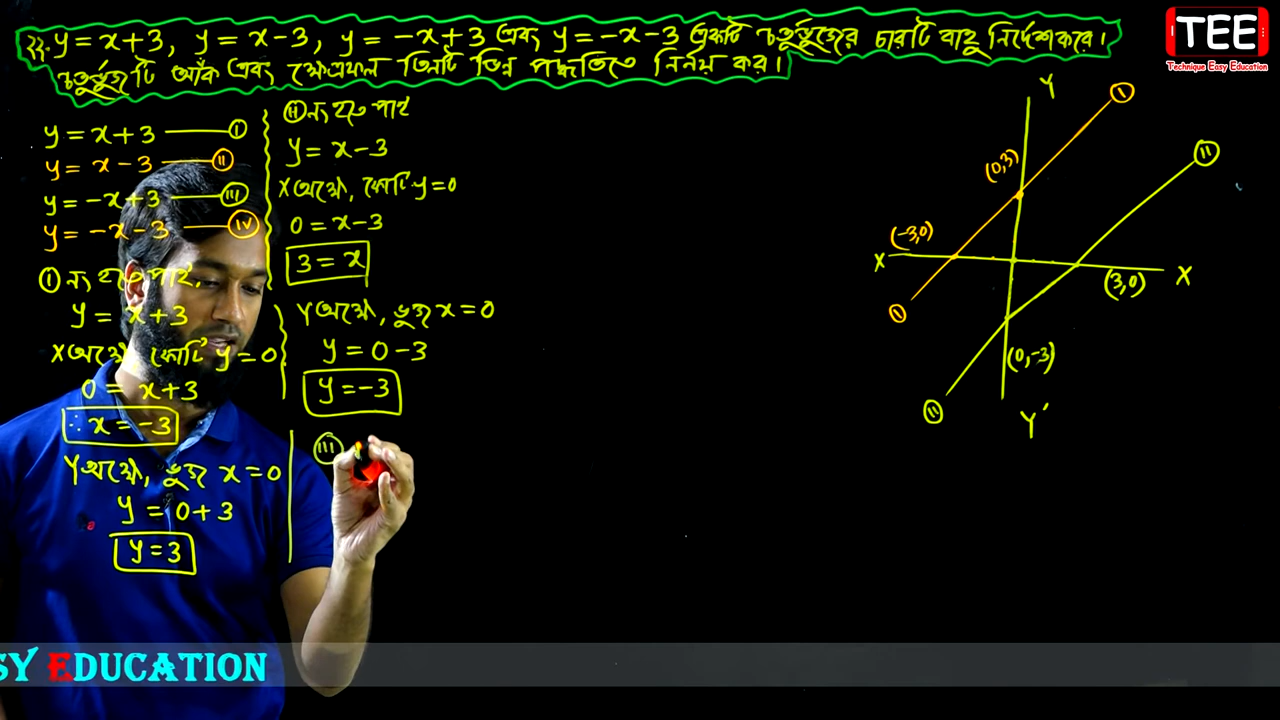 ২২. y = x+3, y = x-3, y = -x+3 এবং y = -x-3 একটি চতুর্ভুজের চারটি বাহু নির্দেশ করে।
চতুর্ভুজটি আঁক এবং ক্ষেত্রফল তিনটি ভিন্ন পদ্ধতিতে নির্ণয় কর।
TEE
Technique Easy Education
y = x+3 — I
y = x-3 — II
y = -x+3 — III
y = -x-3 — IV
I নং হতে পাই,
y = x+3
X অক্ষে, কোটি y=0
0 = x+3
∴ x = -3
Y অক্ষে, ভুজ x=0
y = 0+3
y = 3
II নং হতে পাই
y = x-3
X অক্ষে, কোটি y=0
0 = x-3
3 = x
Y অক্ষে, ভুজ x=0
y = 0-3
y = -3
III
Y
I
II
(0,3)
(-3,0)
X
X
(3,0)
I
(0,-3)
II
Y'
SY EDUCATION